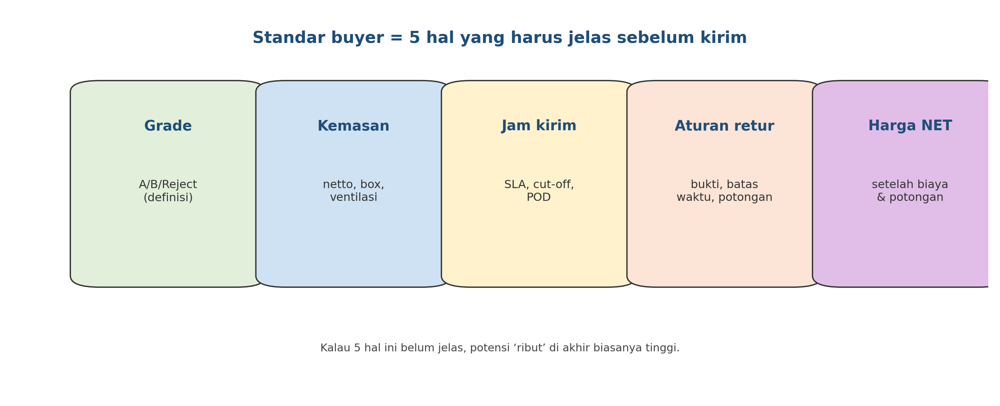 Standar buyer = 5 hal yang harus jelas sebelum kirim
Grade
A/B/Reject
(definisi)
Kemasan
netto, box,
ventilasi
Jam kirim
SLA, cut-off,
POD
Aturan retur
bukti, batas
waktu, potongan
Harga NET
setelah biaya
& potongan
Kalau 5 hal ini belum jelas, potensi ‘ribut’ di akhir biasanya tinggi.